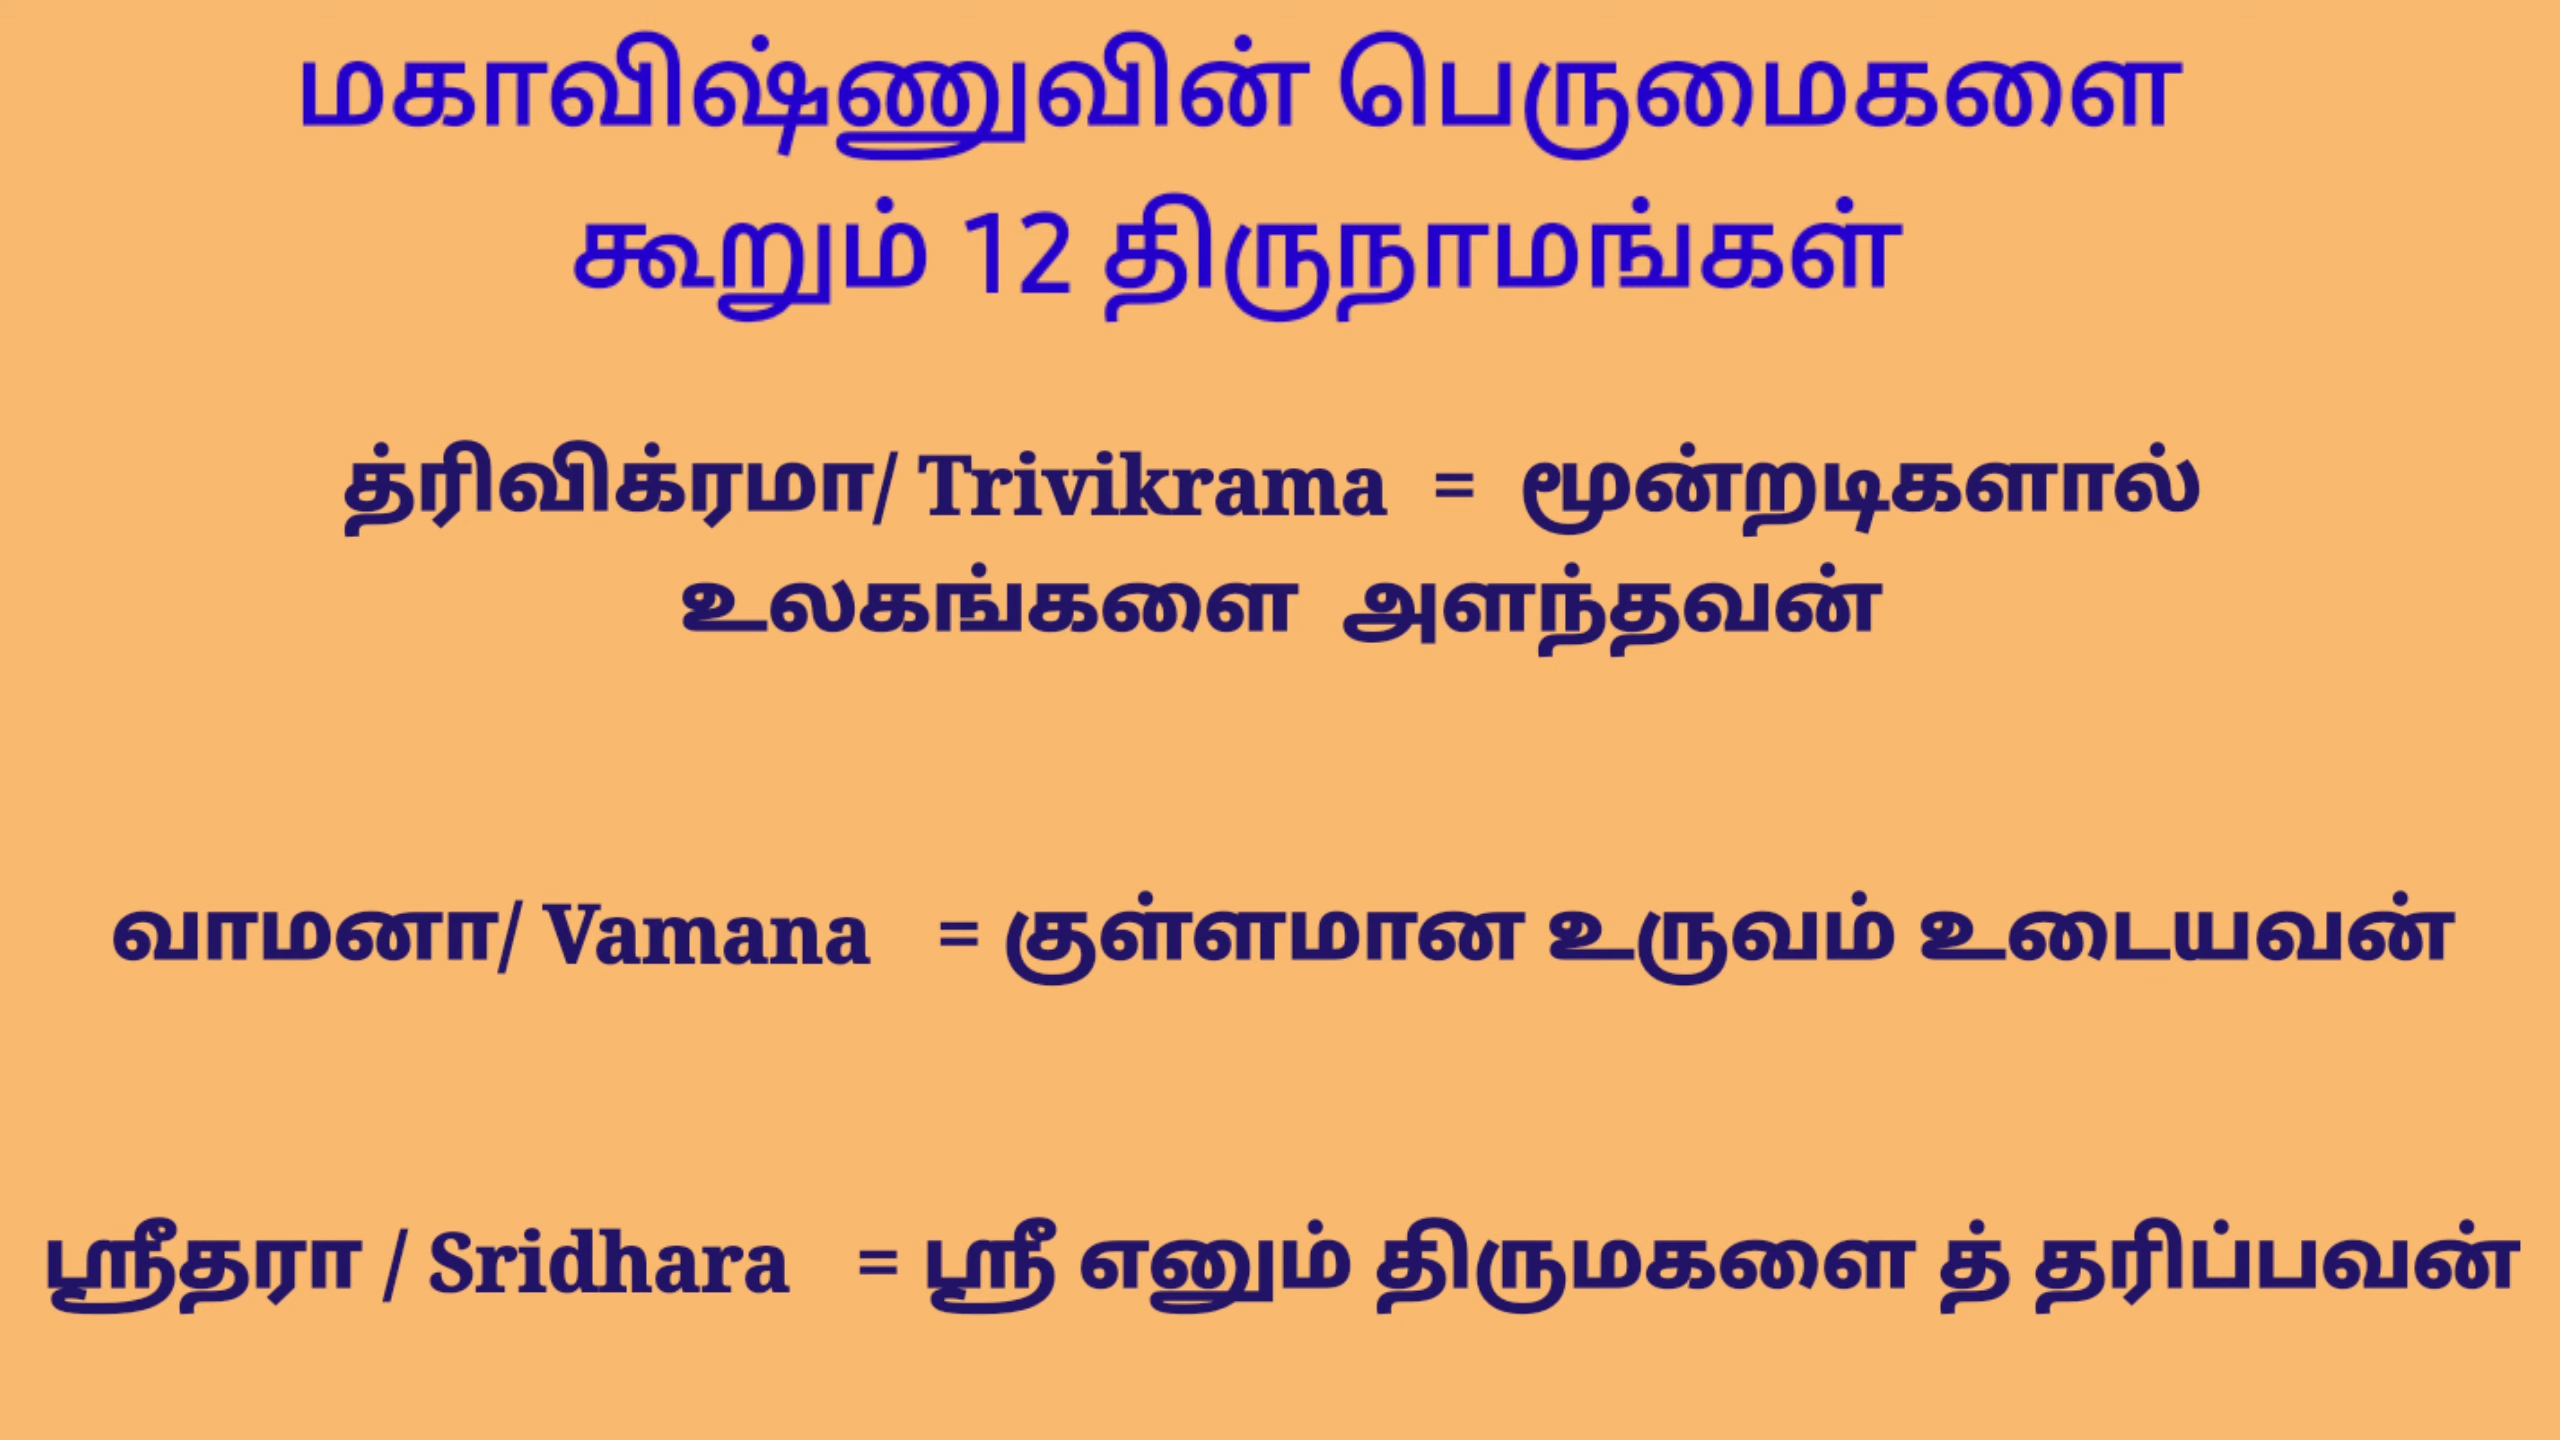 மகாவிஷ்ணுவின் பெருமைகளை
கூறும் 12 திருநாமங்கள்
த்ரிவிக்ரமா/ Trivikrama = மூன்றடிகளால்
உலகங்களை அளந்தவன்
வாமனா/ Vamana = குள்ளமான உருவம் உடையவன்
ஸ்ரீதரா / Sridhara = ஸ்ரீ எனும் திருமகளை த் தரிப்பவன்